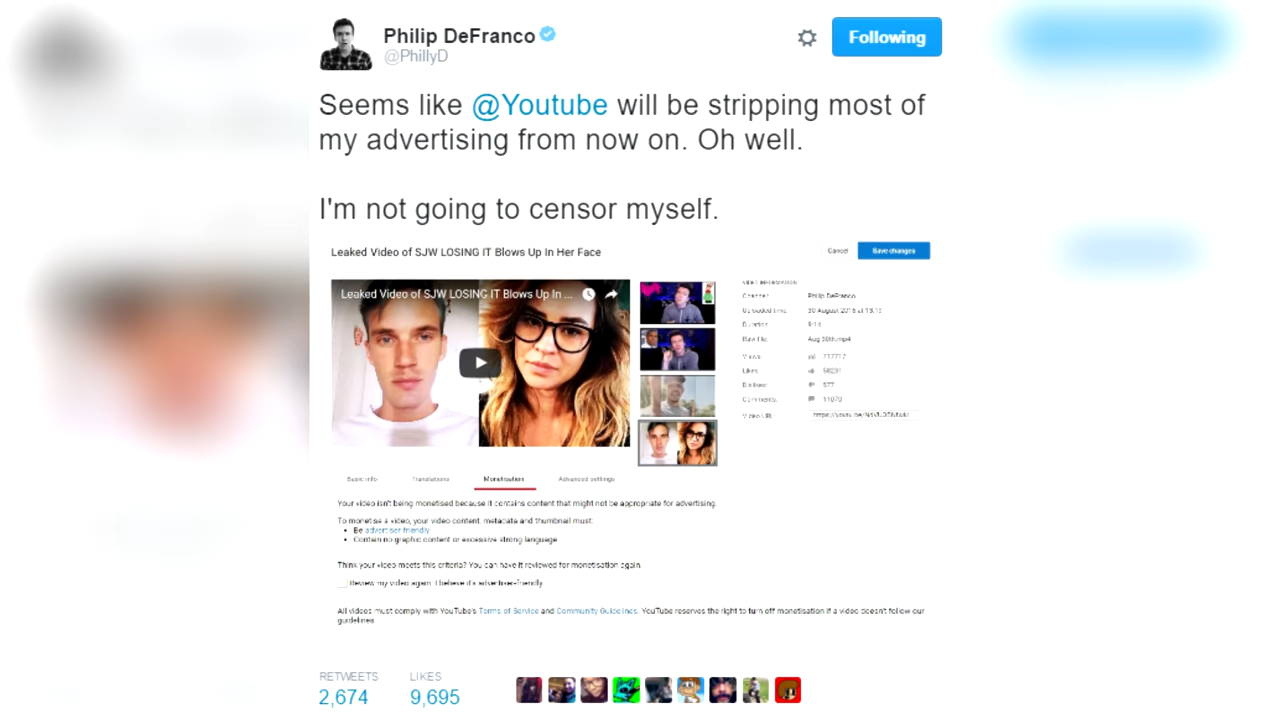 Philip DeFranco
@PhillyD
Following
Seems like @Youtube will be stripping most of
my advertising from now on. Oh well.
I'm not going to censor myself.
Leaked Video of SJW LOSING IT Blows Up In Her Face
Cancel
Save changes
Leaked Video of SJW LOSING IT Blows Up In ...
VIDEO INFORMATION
Channel: Philip DeFranco
Uploaded time: 30 August 2016 at
Duration:
Raw file: Aug 30th.mp4
Views: 717717
Likes: 58231
Dislikes: 577
Comments: 11070
Video URL:
Basic info
Translations
Monetisation
Advanced settings
Your video isn't being monetised because it contains content that might not be appropriate for advertising.
To monetise a video, your video content, metadata and thumbnail must:
• Be advertiser-friendly
• Contain no graphic content or excessive strong language
Think your video meets this criteria? You can have it reviewed for monetisation again.
Review my video again. I believe it's advertiser-friendly
All videos must comply with YouTube's Terms of Service and Community Guidelines. YouTube reserves the right to turn off monetisation if a video doesn't follow our
guidelines.
RETWEETS
LIKES
2,674
9,695